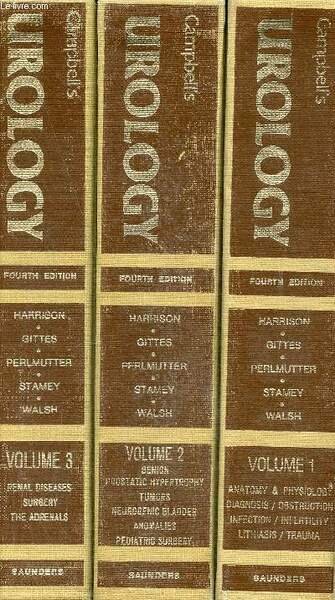 Le-livre.com
Campbell's
UROLOGY
FOURTH EDITION
HARRISON
GITTES
PERLMUTTER
STAMEY
WALSH
VOLUME 3
RENAL DISEASES
SURGERY
THE ADRENALS
SAUNDERS
Campbell's
UROLOGY
FOURTH EDITION
HARRISON
GITTES
PERLMUTTER
STAMEY
WALSH
VOLUME 2
BENIGN
PROSTATIC HYPERTROPHY
TUMORS
NEUROGENIC BLADDER
ANOMALIES
PEDIATRIC SURGERY
SAUNDERS
Campbell's
UROLOGY
FOURTH EDITION
HARRISON
GITTES
PERLMUTTER
STAMEY
WALSH
VOLUME 1
ANATOMY & PHYSIOLOGY
DIAGNOSIS / OBSTRUCTION
INFECTION / INFERTILITY
LITHIASIS / TRAUMA
SAUNDERS